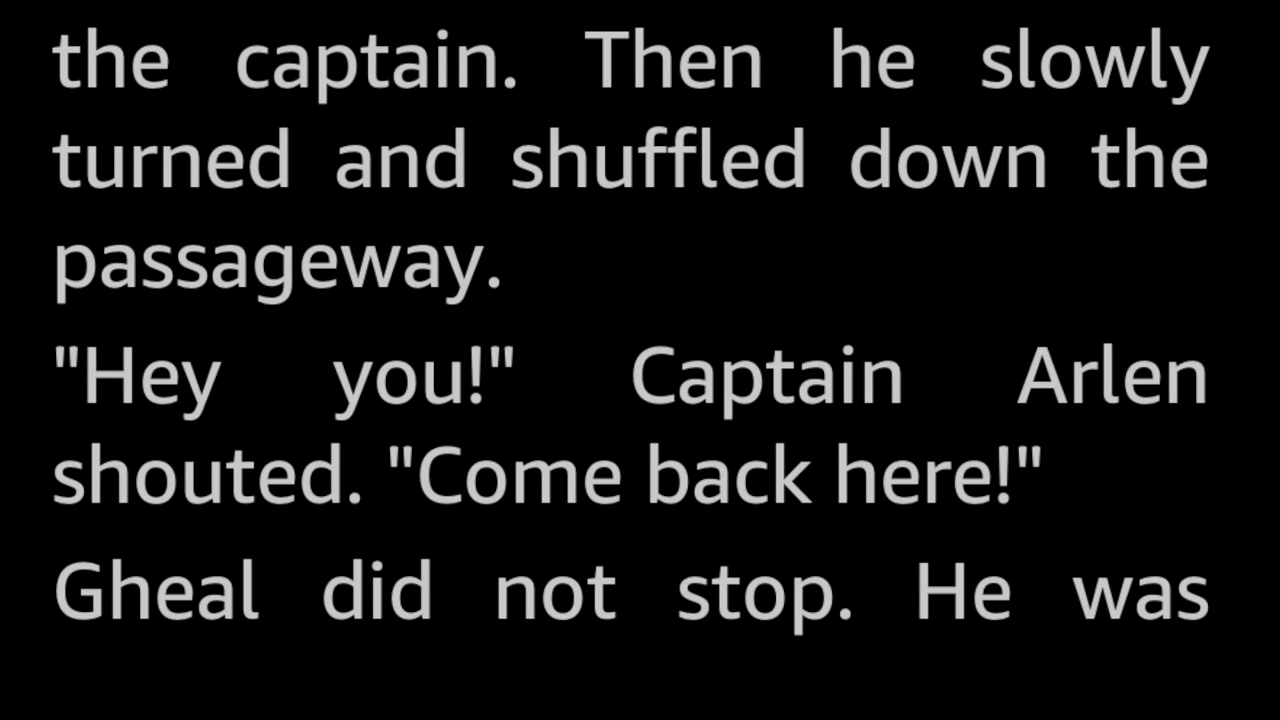 the captain. Then he slowly
turned and shuffled down the
passageway.
"Hey you!" Captain Arlen
shouted. "Come back here!"
Gheal did not stop. He was